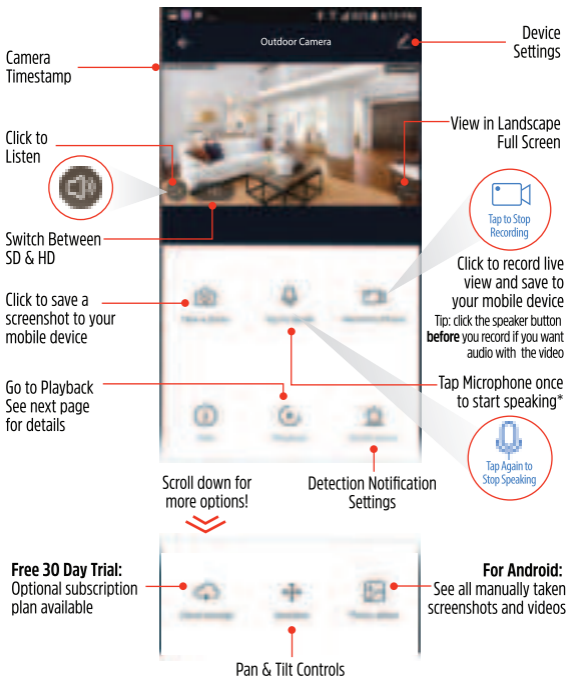 Outdoor Camera
Device
Settings
Camera
Timestamp
Click to
Listen
View in Landscape
Full Screen
Tap to Stop
Recording
Switch Between
SD & HD
Click to record live
view and save to
your mobile device
Tip: click the speaker button
before you record if you want
audio with the video
Click to save a
screenshot to your
mobile device
Tap Microphone once
to start speaking*
Go to Playback
See next page
for details
Tap Again to
Stop Speaking
Scroll down for
more options!
Detection Notification
Settings
Free 30 Day Trial:
Optional subscription
plan available
For Android:
See all manually taken
screenshots and videos
Pan & Tilt Controls